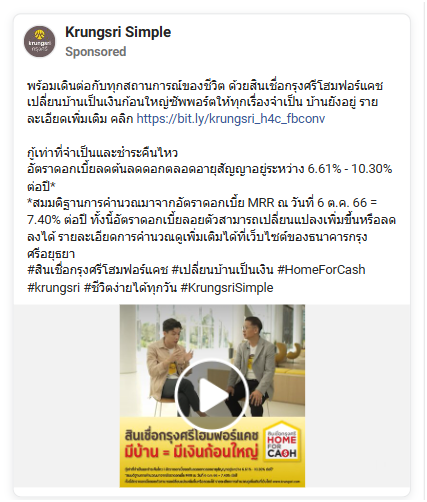 Krungsri Simple
Sponsored
krungsri
กรุงศรี
พร้อมเดินต่อกับทุกสถานการณ์ของชีวิต ด้วยสินเชื่อกรุงศรีโฮมฟอร์แคช
เปลี่ยนบ้านเป็นเงินก้อนใหญ่ซัพพอร์ตให้ทุกเรื่องจำเป็น บ้านยังอยู่ ราย
ละเอียดเพิ่มเติม คลิก https://bit.ly/krungsri_h4c_fbconv
กู้เท่าที่จำเป็นและชำระคืนไหว
อัตราดอกเบี้ยลดต้นลดดอกตลอดอายุสัญญาอยู่ระหว่าง 6.61% - 10.30%
ต่อปี*
*สมมติฐานการคำนวณมาจากอัตราดอกเบี้ย MRR ณ วันที่ 6 ต.ค. 66 =
7.40% ต่อปี ทั้งนี้อัตราดอกเบี้ยลอยตัวสามารถเปลี่ยนแปลงเพิ่มขึ้นหรือลด
ลงได้ รายละเอียดการคำนวณดูเพิ่มเติมได้ที่เว็บไซต์ของธนาคารกรุง
ศรีอยุธยา
#สินเชื่อกรุงศรีโฮมฟอร์แคช #เปลี่ยนบ้านเป็นเงิน #HomeForCash
#krungsri #ชีวิตง่ายได้ทุกวัน #KrungsriSimple
สินเชื่อกรุงศรีโฮมฟอร์แคช
มีบ้าน = มีเงินก้อนใหญ่
สินเชื่อกรุงศรี
HOME
FOR
CASH